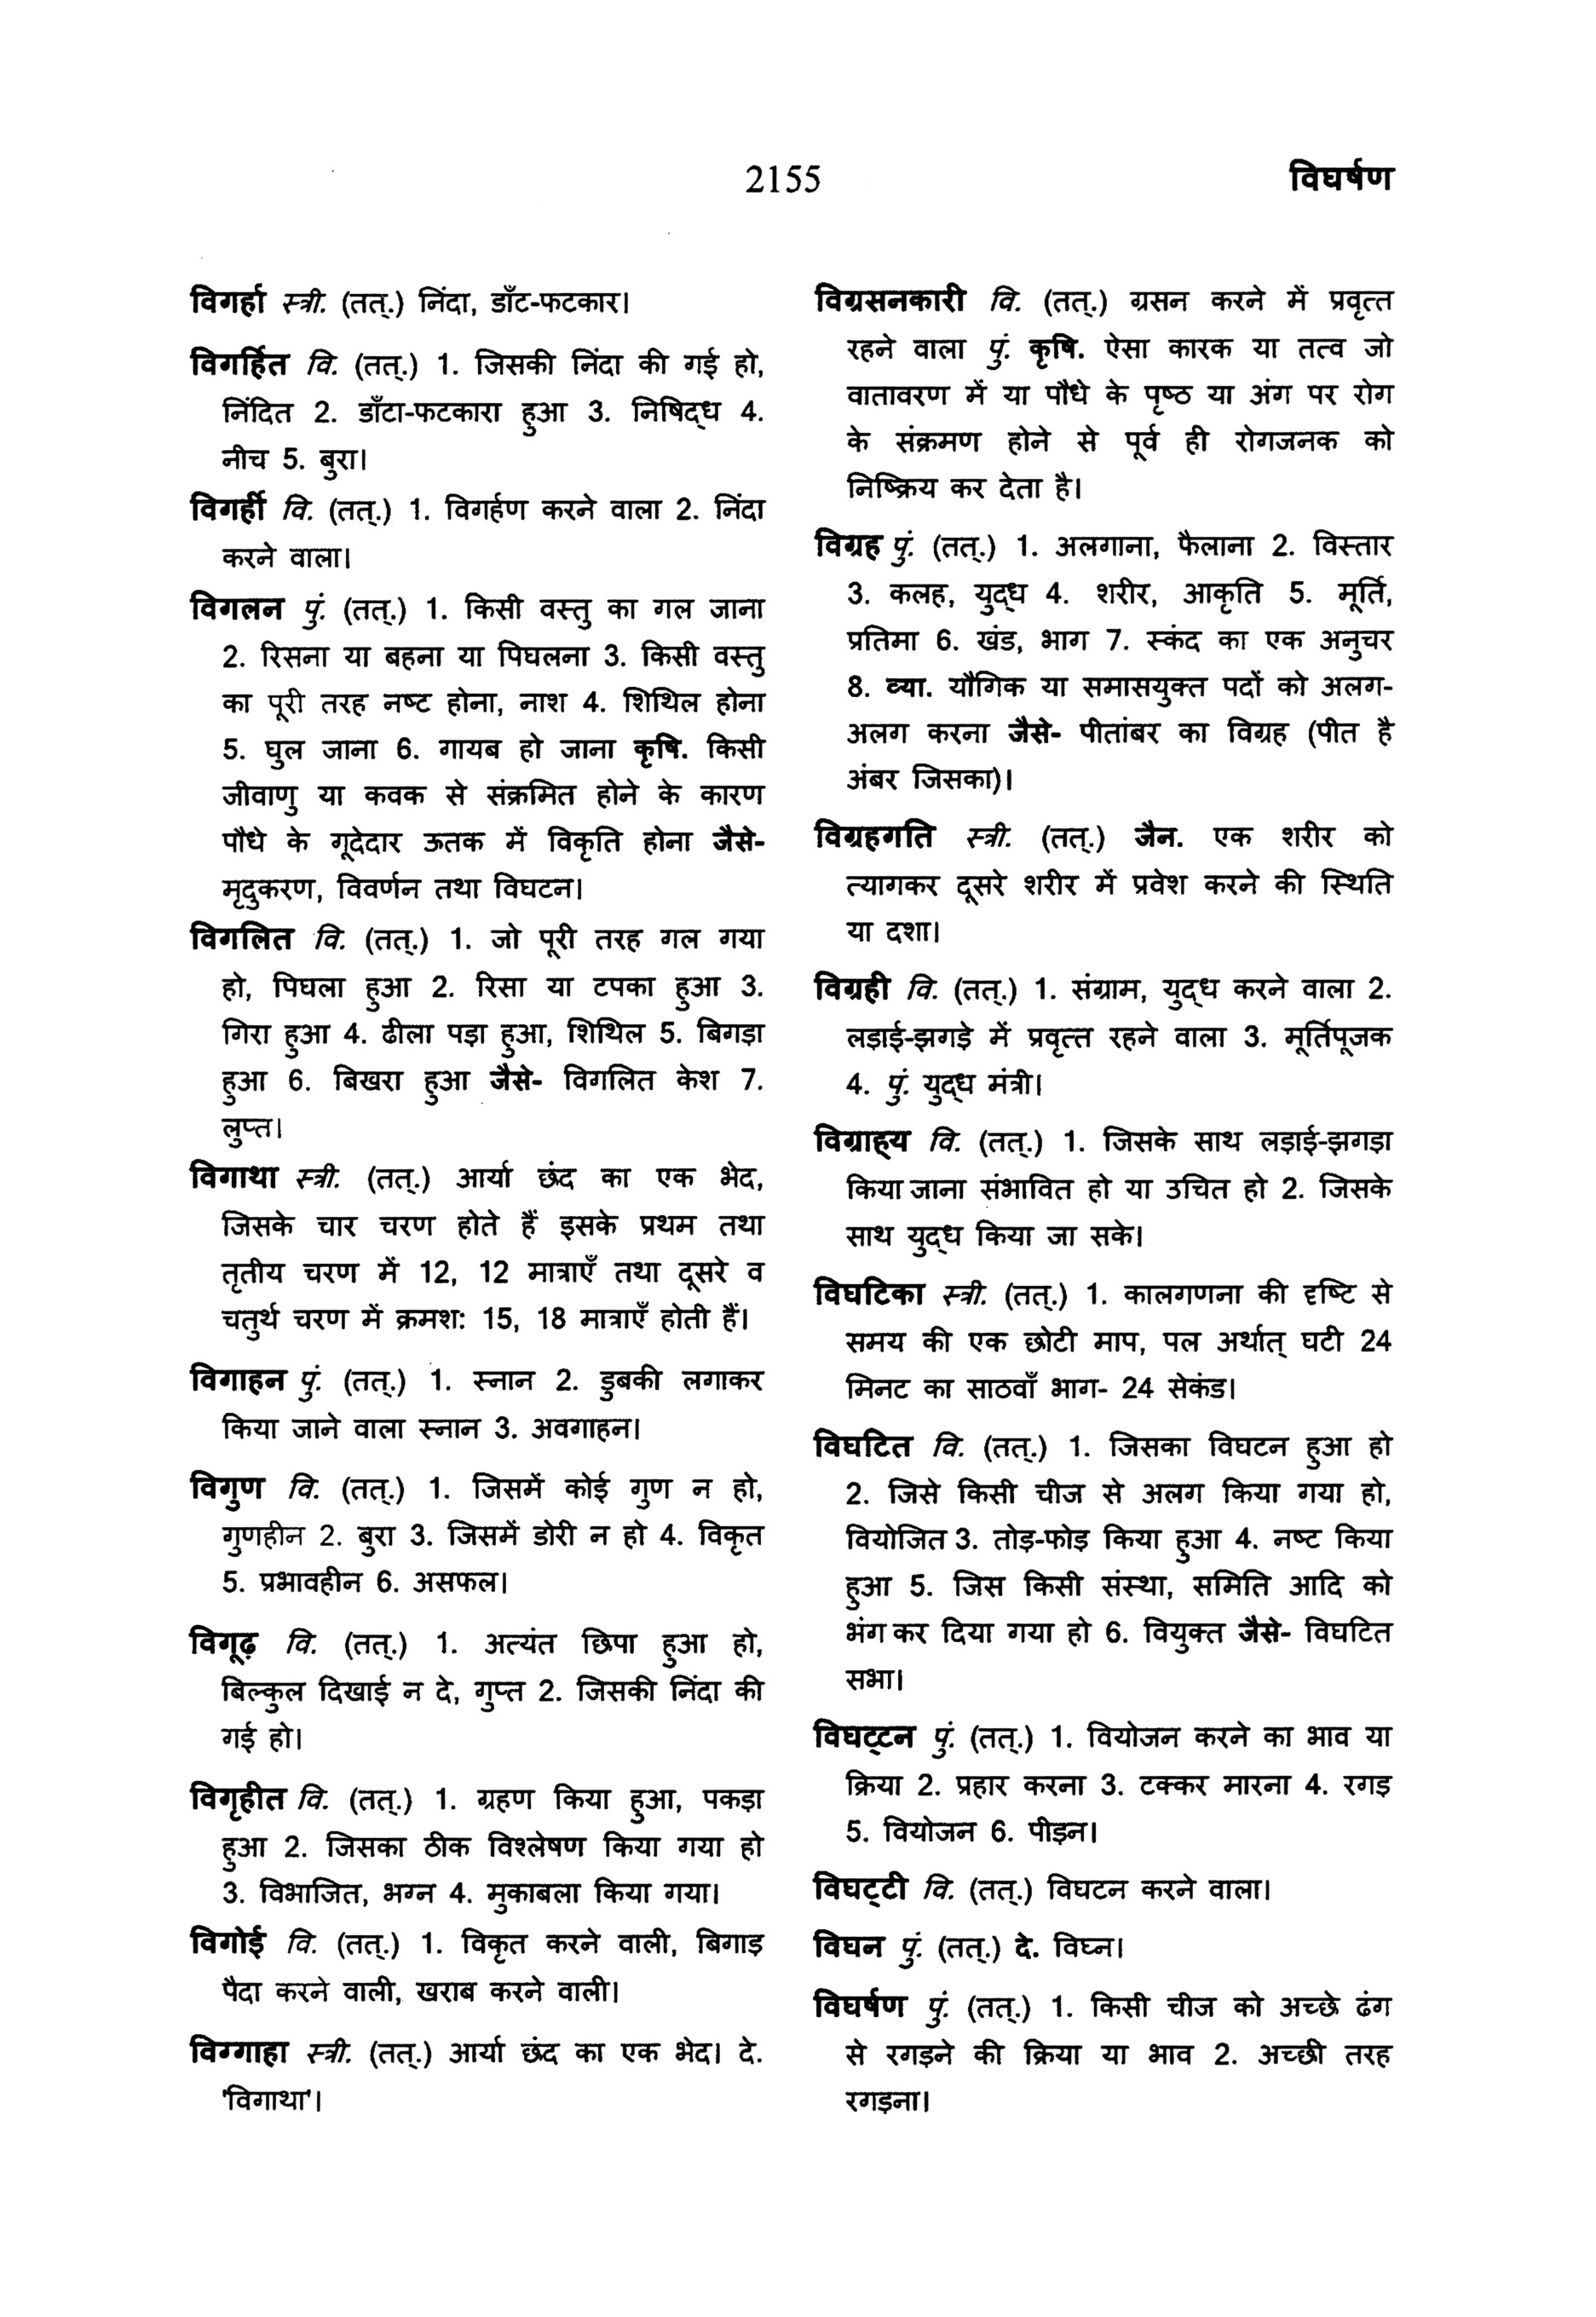 2155
विघर्षण
विगर्हा स्त्री. (तत्.) निंदा, डाँट-फटकार।
विगर्हित वि. (तत्.) 1. जिसकी निंदा की गई हो,
निंदित 2. डाँटा-फटकारा हुआ 3. निषिद्ध 4.
नीच 5. बुरा।
विगर्ही वि. (तत्.) 1. विगर्हण करने वाला 2. निंदा
करने वाला।
विगलन पुं. (तत्.) 1. किसी वस्तु का गल जाना
2. रिसना या बहना या पिघलना 3. किसी वस्तु
का पूरी तरह नष्ट होना, नाश 4. शिथिल होना
5. घुल जाना 6. गायब हो जाना कृषि. किसी
जीवाणु या कवक से संक्रमित होने के कारण
पौधे के गूदेदार ऊतक में विकृति होना जैसे-
मृदुकरण, विवर्णन तथा विघटन।
विगलित वि. (तत्.) 1. जो पूरी तरह गल गया
हो, पिघला हुआ 2. रिसा या टपका हुआ 3.
गिरा हुआ 4. ढीला पड़ा हुआ, शिथिल 5. बिगड़ा
हुआ 6. बिखरा हुआ जैसे- विगलित केश 7.
लुप्त।
विगाथा स्त्री. (तत्.) आर्या छंद का एक भेद,
जिसके चार चरण होते हैं इसके प्रथम तथा
तृतीय चरण में 12, 12 मात्राएँ तथा दूसरे व
चतुर्थ चरण में क्रमश: 15, 18 मात्राएँ होती हैं।
विगाहन पुं. (तत्.) 1. स्नान 2. डुबकी लगाकर
किया जाने वाला स्नान 3. अवगाहन।
विगुण वि. (तत्.) 1. जिसमें कोई गुण न हो,
गुणहीन 2. बुरा 3. जिसमें डोरी न हो 4. विकृत
5. प्रभावहीन 6. असफल।
विगूढ़ वि. (तत्.) 1. अत्यंत छिपा हुआ हो,
बिल्कुल दिखाई न दे, गुप्त 2. जिसकी निंदा की
गई हो।
विगृहीत वि. (तत्.) 1. ग्रहण किया हुआ, पकड़ा
हुआ 2. जिसका ठीक विश्लेषण किया गया हो
3. विभाजित, भग्न 4. मुकाबला किया गया।
विगोई वि. (तत्.) 1. विकृत करने वाली, बिगाड़
पैदा करने वाली, खराब करने वाली।
विग्गाहा स्त्री. (तत्.) आर्या छंद का एक भेद। दे.
'विगाथा'।
विग्रसनकारी वि. (तत्.) ग्रसन करने में प्रवृत्त
रहने वाला पुं. कृषि. ऐसा कारक या तत्व जो
वातावरण में या पौधे के पृष्ठ या अंग पर रोग
के संक्रमण होने से पूर्व ही रोगजनक को
निष्क्रिय कर देता है।
विग्रह पुं. (तत्.) 1. अलगाना, फैलाना 2. विस्तार
3. कलह, युद्ध 4. शरीर, आकृति 5. मूर्ति,
प्रतिमा 6. खंड, भाग 7. स्कंद का एक अनुचर
8. व्या. यौगिक या समासयुक्त पदों को अलग-
अलग करना जैसे- पीतांबर का विग्रह (पीत है
अंबर जिसका)।
विग्रहगति स्त्री. (तत्.) जैन. एक शरीर को
त्यागकर दूसरे शरीर में प्रवेश करने की स्थिति
या दशा।
विग्रही वि. (तत्.) 1. संग्राम, युद्ध करने वाला 2.
लड़ाई-झगड़े में प्रवृत्त रहने वाला 3. मूर्तिपूजक
4. पुं. युद्ध मंत्री।
विग्राह्य वि. (तत्.) 1. जिसके साथ लड़ाई-झगड़ा
किया जाना संभावित हो या उचित हो 2. जिसके
साथ युद्ध किया जा सके।
विघटिका स्त्री. (तत्.) 1. कालगणना की दृष्टि से
समय की एक छोटी माप, पल अर्थात् घटी 24
मिनट का साठवाँ भाग- 24 सेकंड।
विघटित वि. (तत्.) 1. जिसका विघटन हुआ हो
2. जिसे किसी चीज से अलग किया गया हो,
वियोजित 3. तोड़-फोड़ किया हुआ 4. नष्ट किया
हुआ 5. जिस किसी संस्था, समिति आदि को
भंग कर दिया गया हो 6. वियुक्त जैसे- विघटित
सभा।
विघट्टन पुं. (तत्.) 1. वियोजन करने का भाव या
क्रिया 2. प्रहार करना 3. टक्कर मारना 4. रगड़
5. वियोजन 6. पीड़न।
विघट्टी वि. (तत्.) विघटन करने वाला।
विघन पुं. (तत्.) दे. विघ्न।
विघर्षण पुं. (तत्.) 1. किसी चीज को अच्छे ढंग
से रगड़ने की क्रिया या भाव 2. अच्छी तरह
रगड़ना।